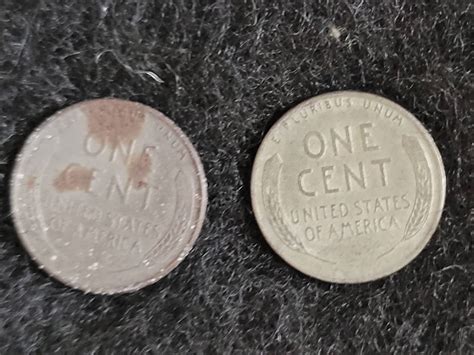 ONE
CENT
UNITED STATES
OF AMERICA
E·PLURIBUS·UNUM
ONE
CENT
UNITED STATES
OF AMERICA